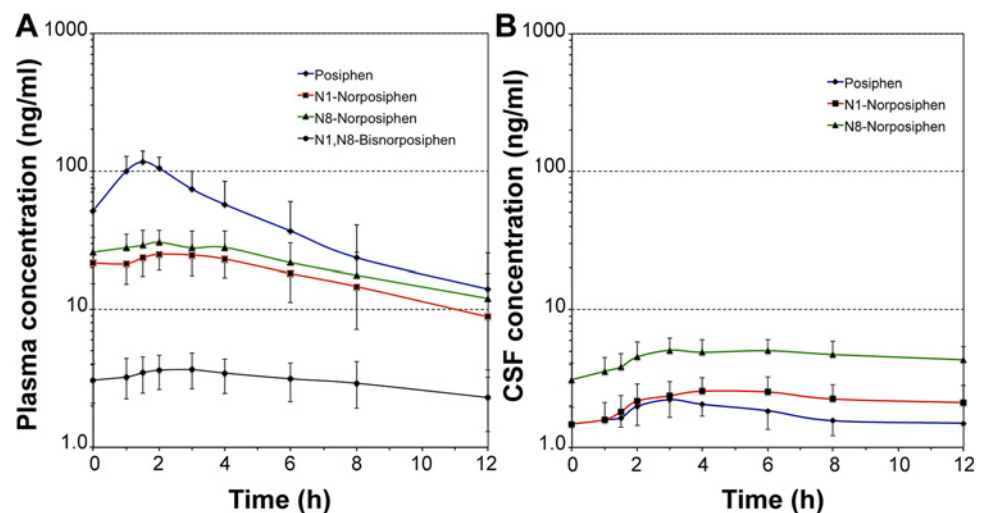 A
Plasma concentration (ng/ml)
1000
100
10
1.0
Posiphen
N1-Norposiphen
N8-Norposiphen
N1,N8-Bisnorposiphen
0 2 4 6 8 10 12
Time (h)
B
CSF concentration (ng/ml)
1000
100
10
1.0
Posiphen
N1-Norposiphen
N8-Norposiphen
0 2 4 6 8 10 12
Time (h)